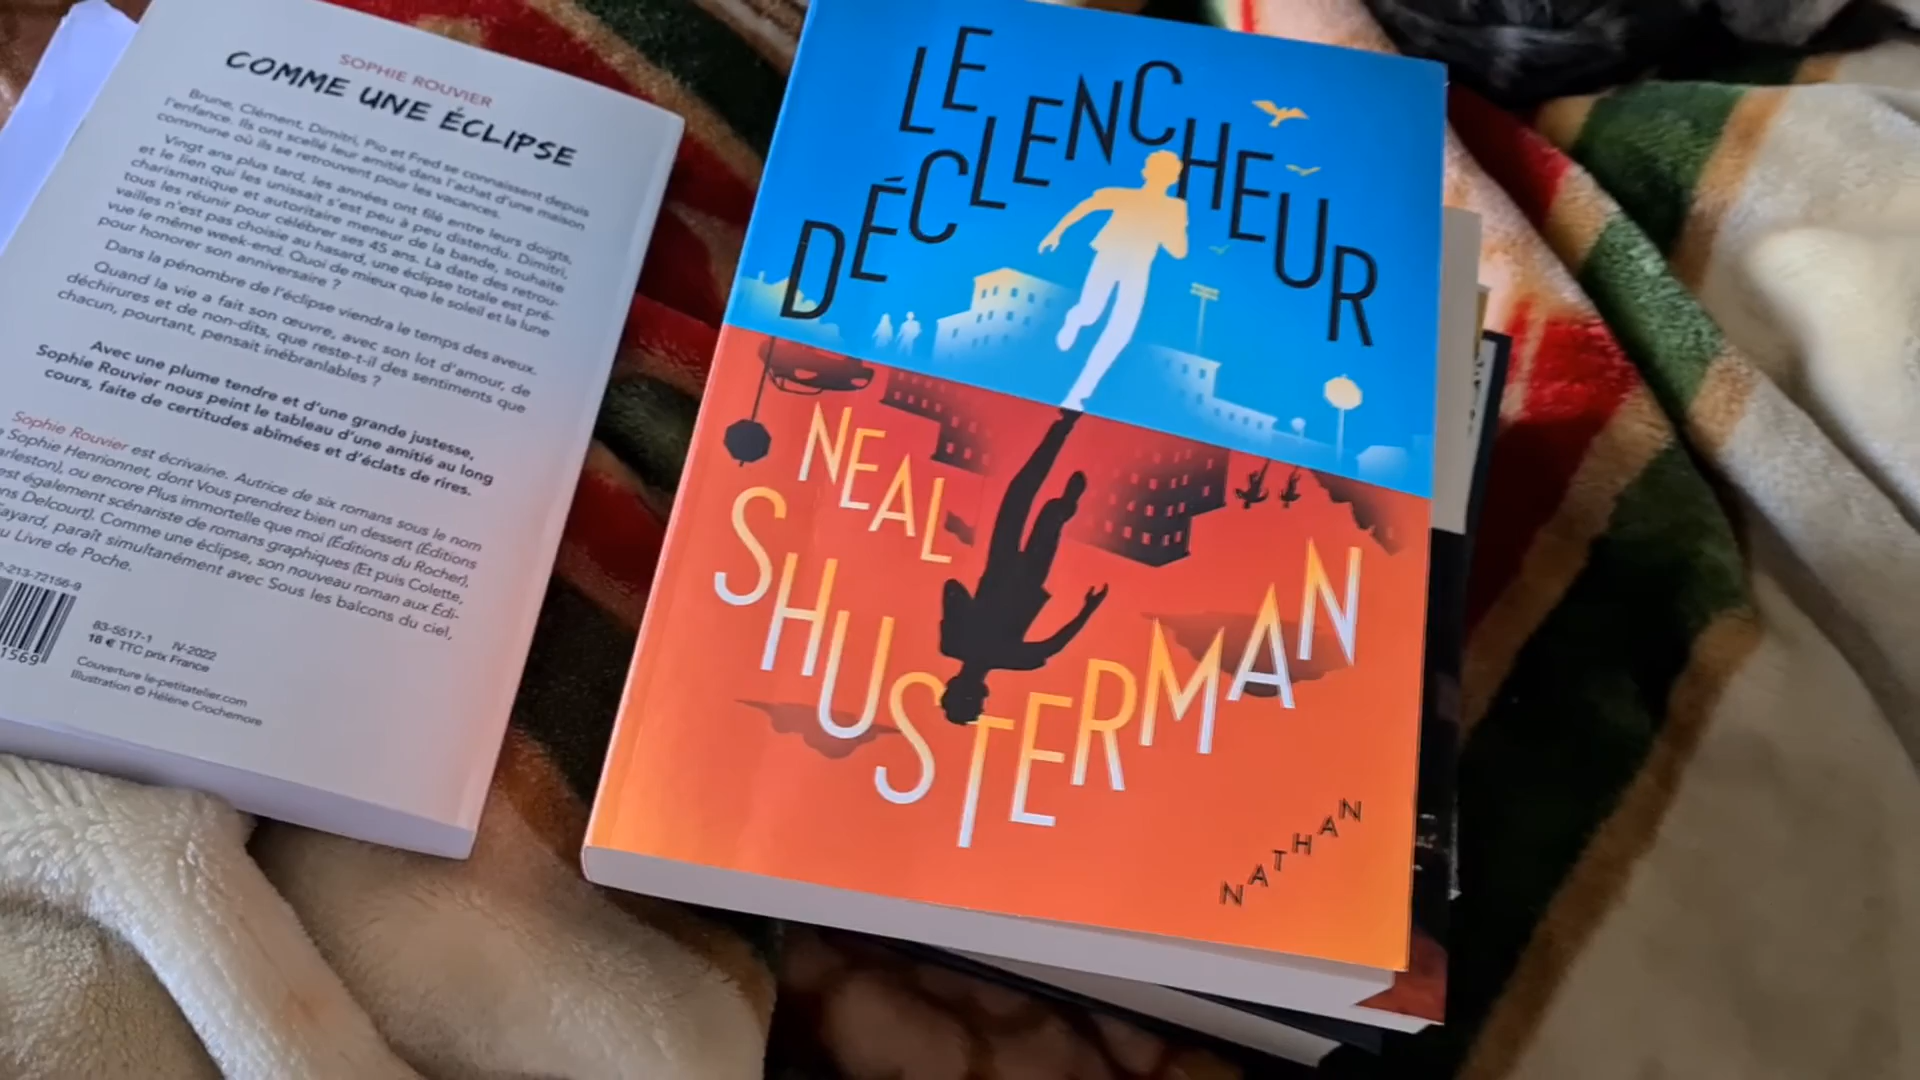 SOPHIE ROUVIER
COMME UNE ÉCLIPSE
Brune, Clément, Dimitri, Pio et Fred se connaissent depuis
l'enfance. Ils ont scellé leur amitié dans l'achat d'une maison
commune où ils se retrouvent pour les vacances.
Vingt ans plus tard, les années ont filé entre leurs doigts,
et le lien qui les unissait s'est peu à peu distendu. Dimitri,
charismatique et autoritaire meneur de la bande, souhaite
tous les réunir pour célébrer ses 45 ans. La date des retrou-
vailles n'est pas choisie au hasard, une éclipse totale est pré-
vue le même week-end. Quoi de mieux que le soleil et la lune
pour honorer son anniversaire ?
Dans la pénombre de l'éclipse viendra le temps des aveux.
Quand la vie a fait son œuvre, avec son lot d'amour, de
déchirures et de non-dits, que reste-t-il des sentiments que
chacun, pourtant, pensait inébranlables ?
Avec une plume tendre et d'une grande justesse,
Sophie Rouvier nous peint le tableau d'une amitié au long
cours, faite de certitudes abîmées et d'éclats de rires.
Sophie Rouvier est écrivaine. Autrice de six romans sous le nom
Sophie Henrionnet, dont Vous prendrez bien un dessert (Éditions
arleston), ou encore Plus immortelle que moi (Éditions du Rocher),
est également scénariste de romans graphiques (Et puis Colette,
ns Delcourt). Comme une éclipse, son nouveau roman aux Édi-
ayard, paraît simultanément avec Sous les balcons du ciel,
u Livre de Poche.
-213-72156-9
1569
83-5517-1 IV-2022
18 € TTC prix France
Couverture le-petitatelier.com
Illustration © Hélène Crochemore
LE
DÉCLENCHEUR
NEAL
SHUSTERMAN
NATHAN